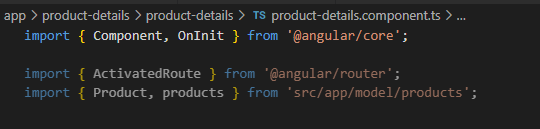 app > product-details > product-details > TS product-details.component.ts > ...
import { Component, OnInit } from '@angular/core';
import { ActivatedRoute } from '@angular/router';
import { Product, products } from 'src/app/model/products';